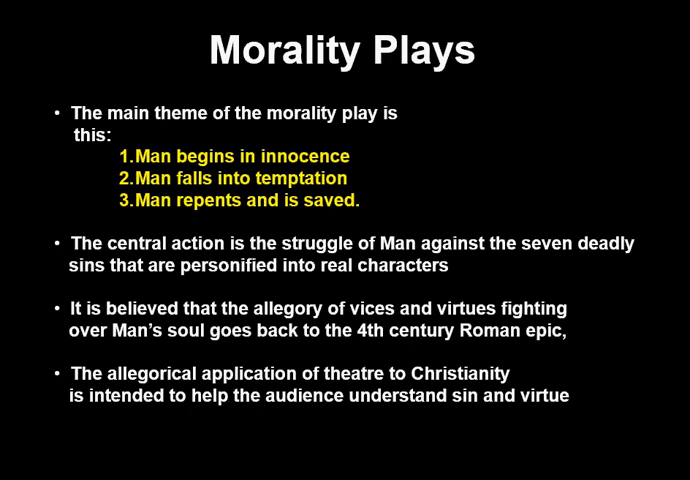 Morality Plays
• The main theme of the morality play is
this:
1.Man begins in innocence
2.Man falls into temptation
3.Man repents and is saved.
• The central action is the struggle of Man against the seven deadly
sins that are personified into real characters
• It is believed that the allegory of vices and virtues fighting
over Man’s soul goes back to the 4th century Roman epic,
• The allegorical application of theatre to Christianity
is intended to help the audience understand sin and virtue